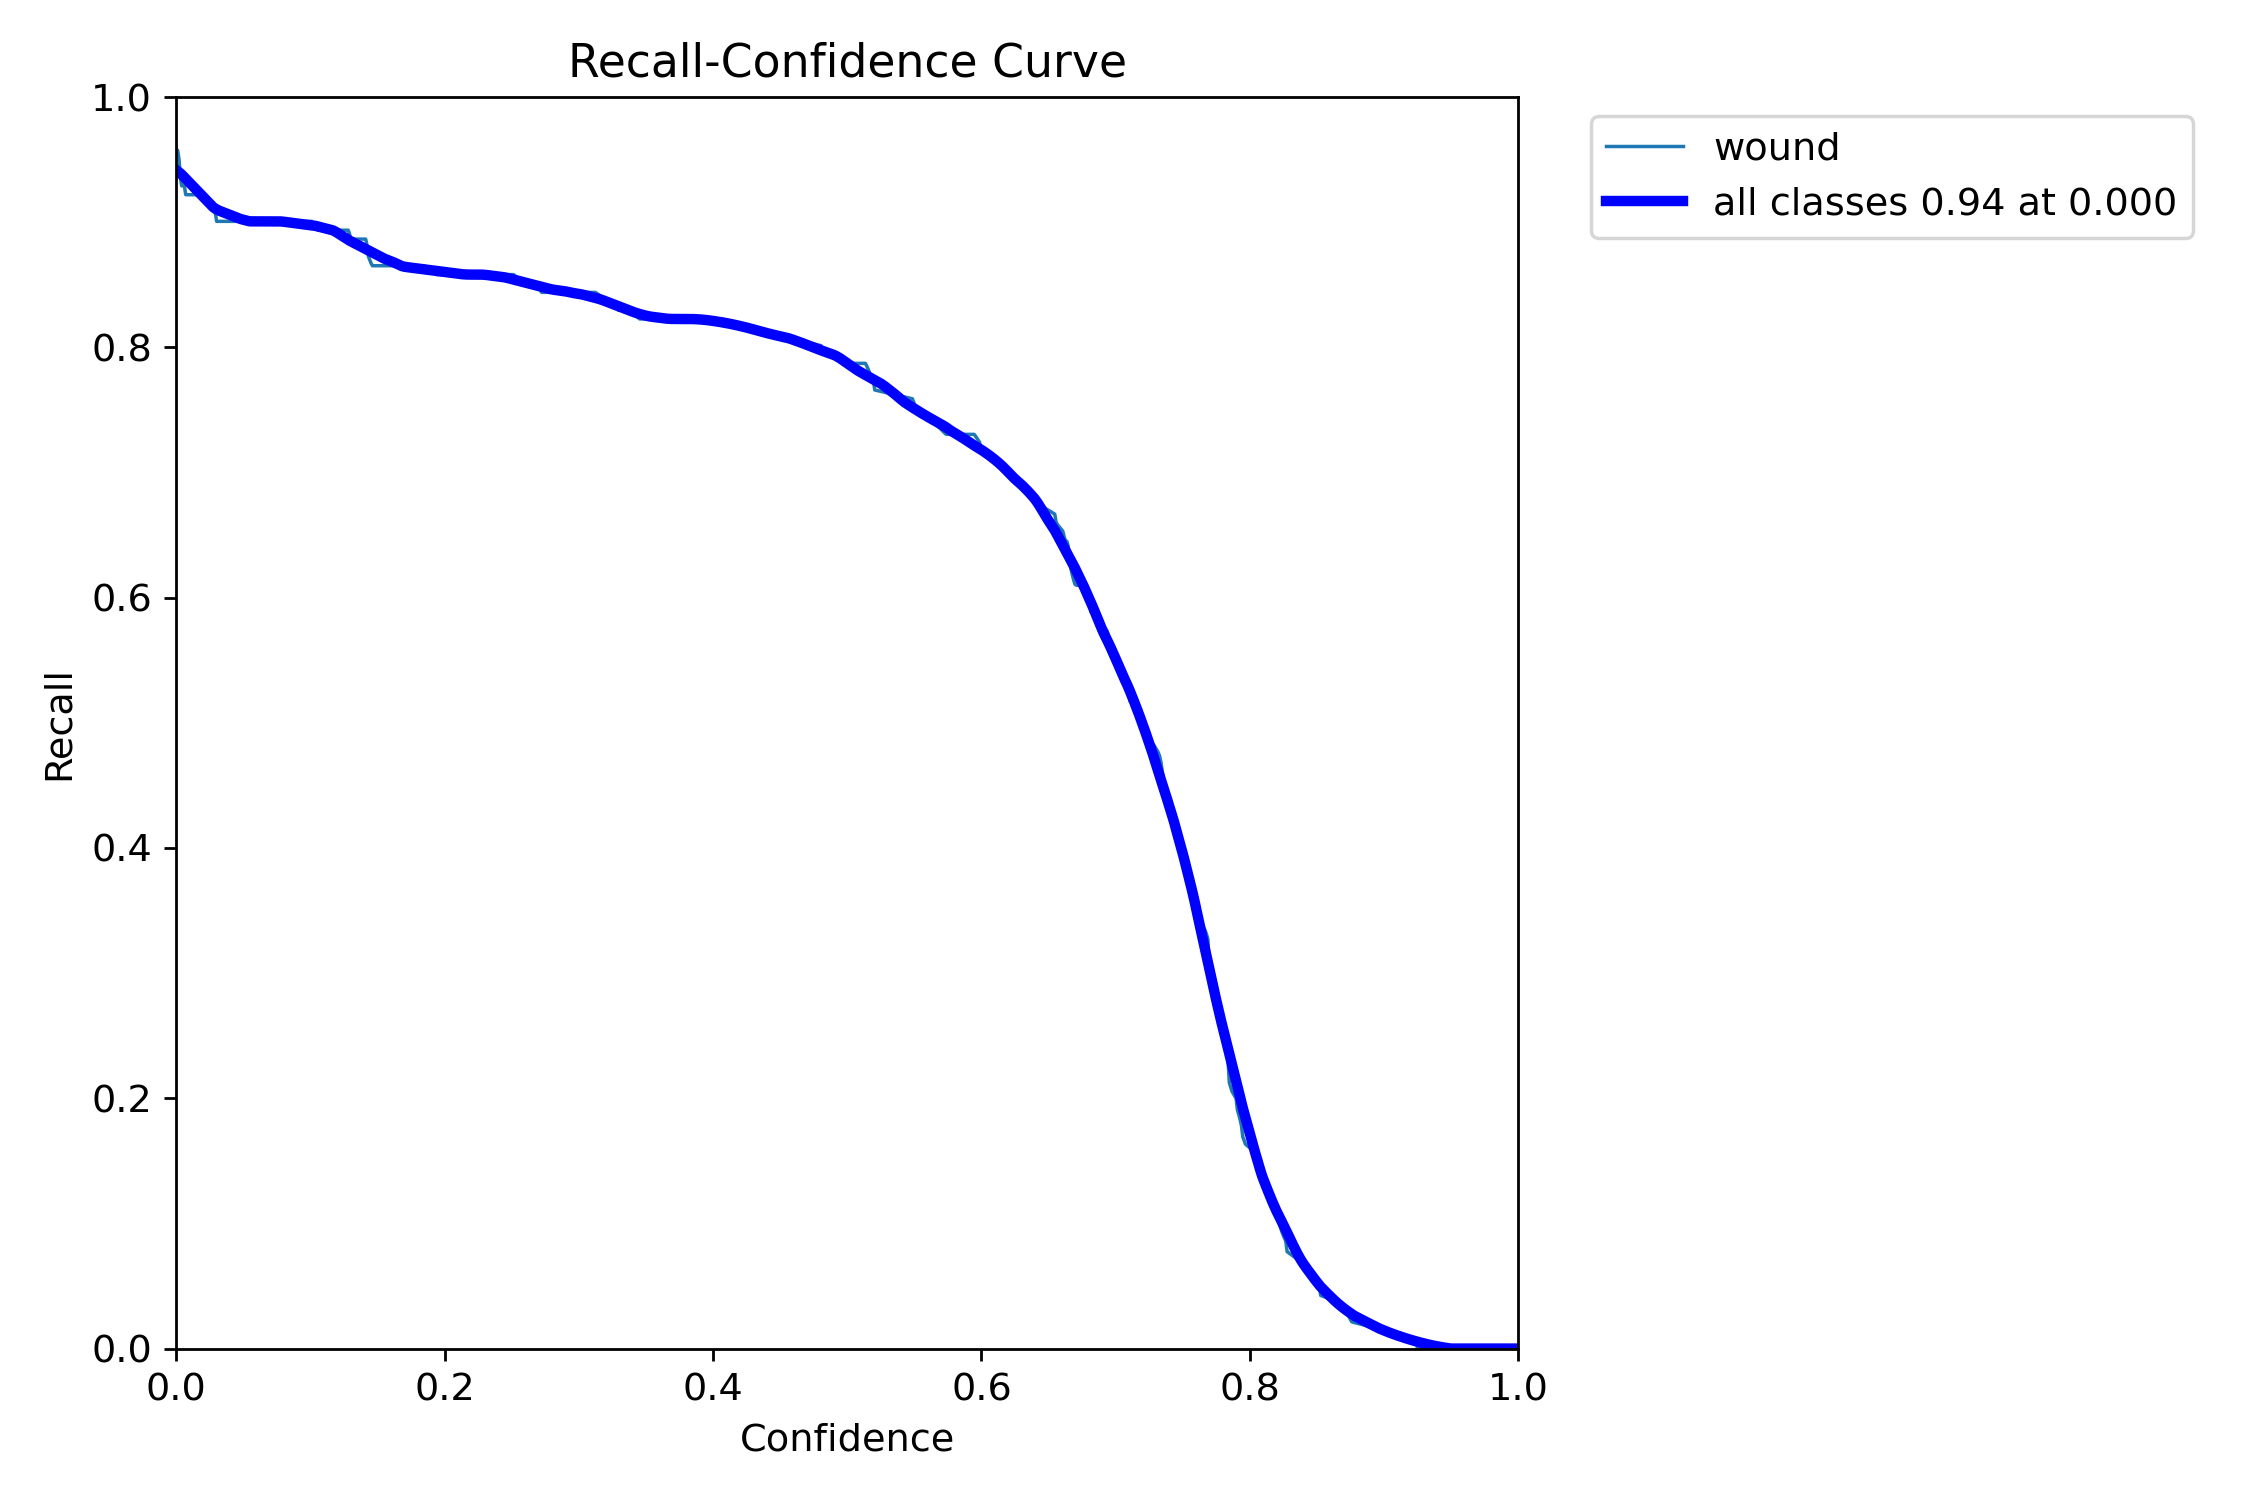 Recall-Confidence Curve
1.0
0.8
0.6
0.4
0.2
0.0
Recall
0.0 0.2 0.4 0.6 0.8 1.0
Confidence
wound
all classes 0.94 at 0.000